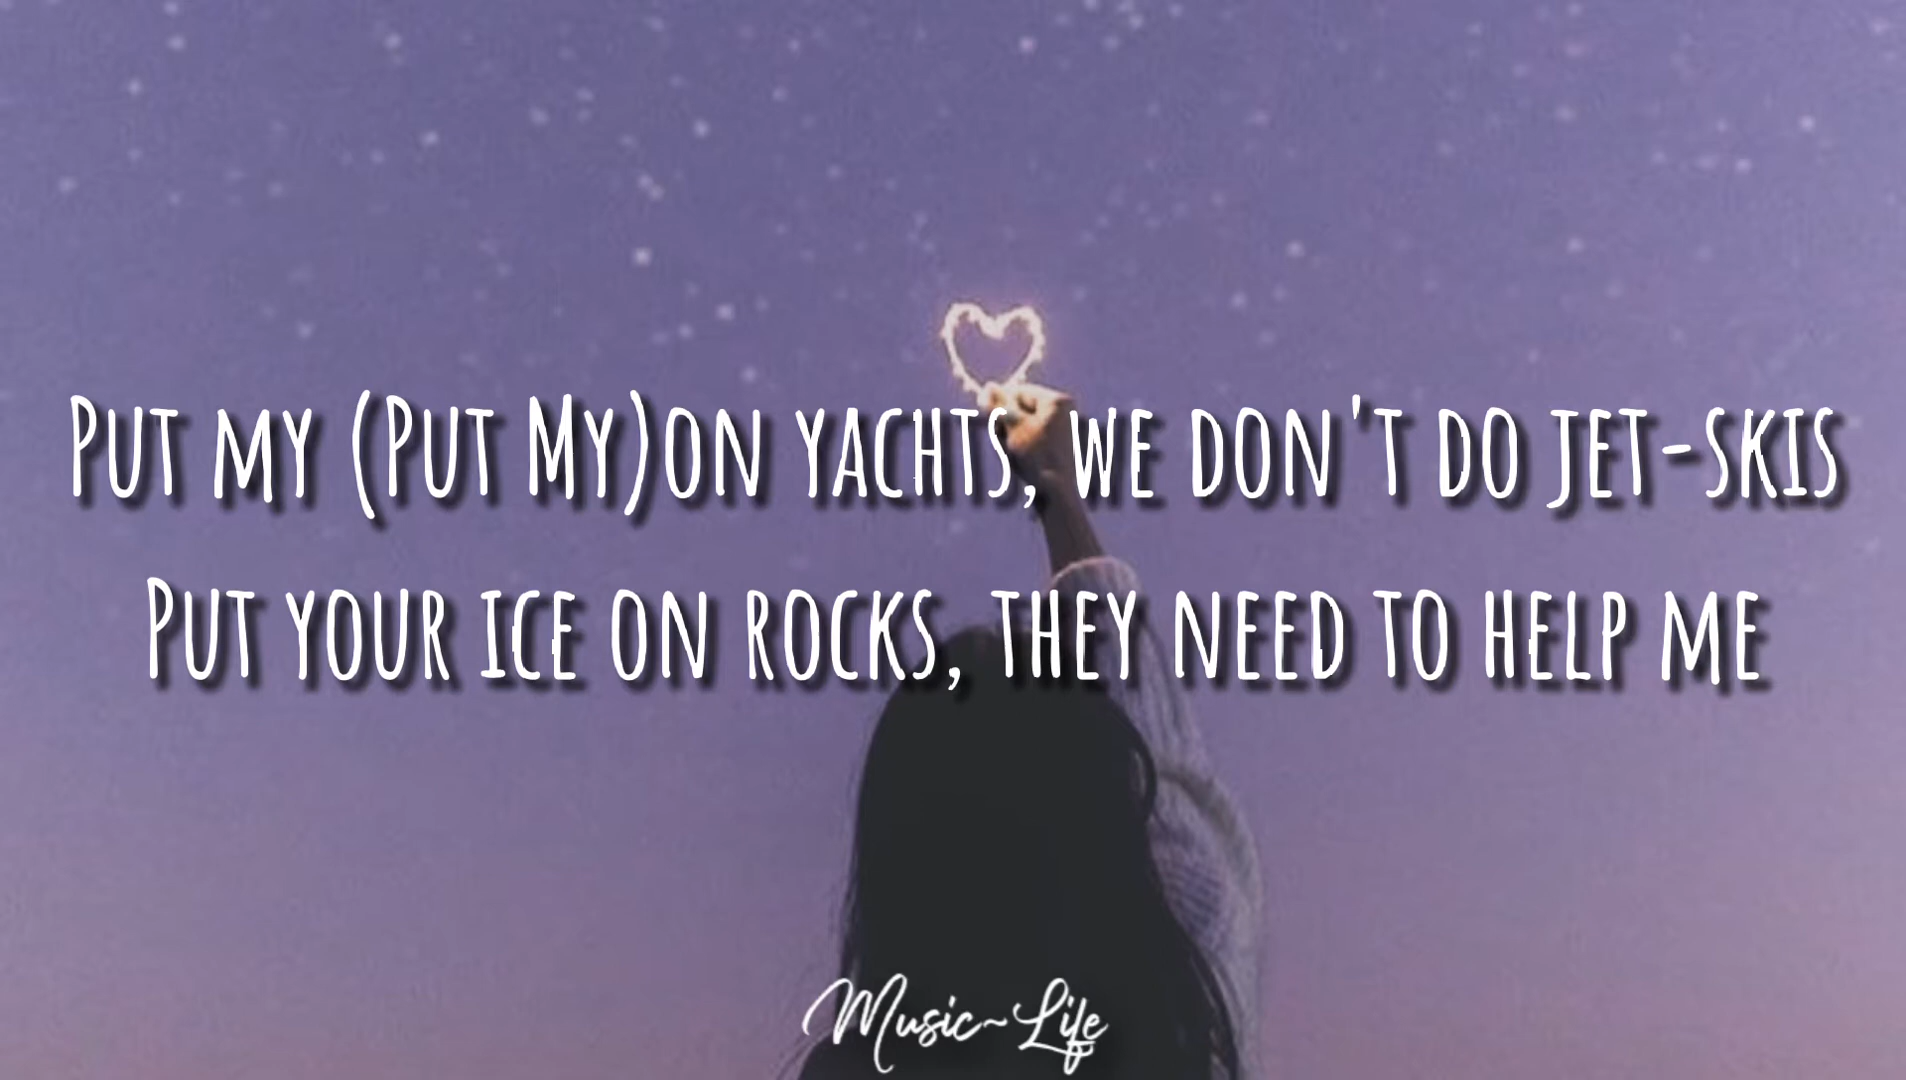 Put my (Put My)on yachts, we don't do jet-skis
Put your ice on rocks, they need to help me
Music~Life